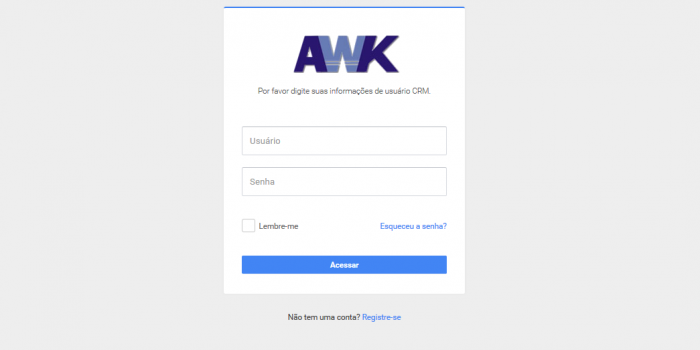 AWK
Por favor digite suas informações de usuário CRM.
Usuário
Senha
Lembre-me Esqueceu a senha?
Acessar
Não tem uma conta? Registre-se